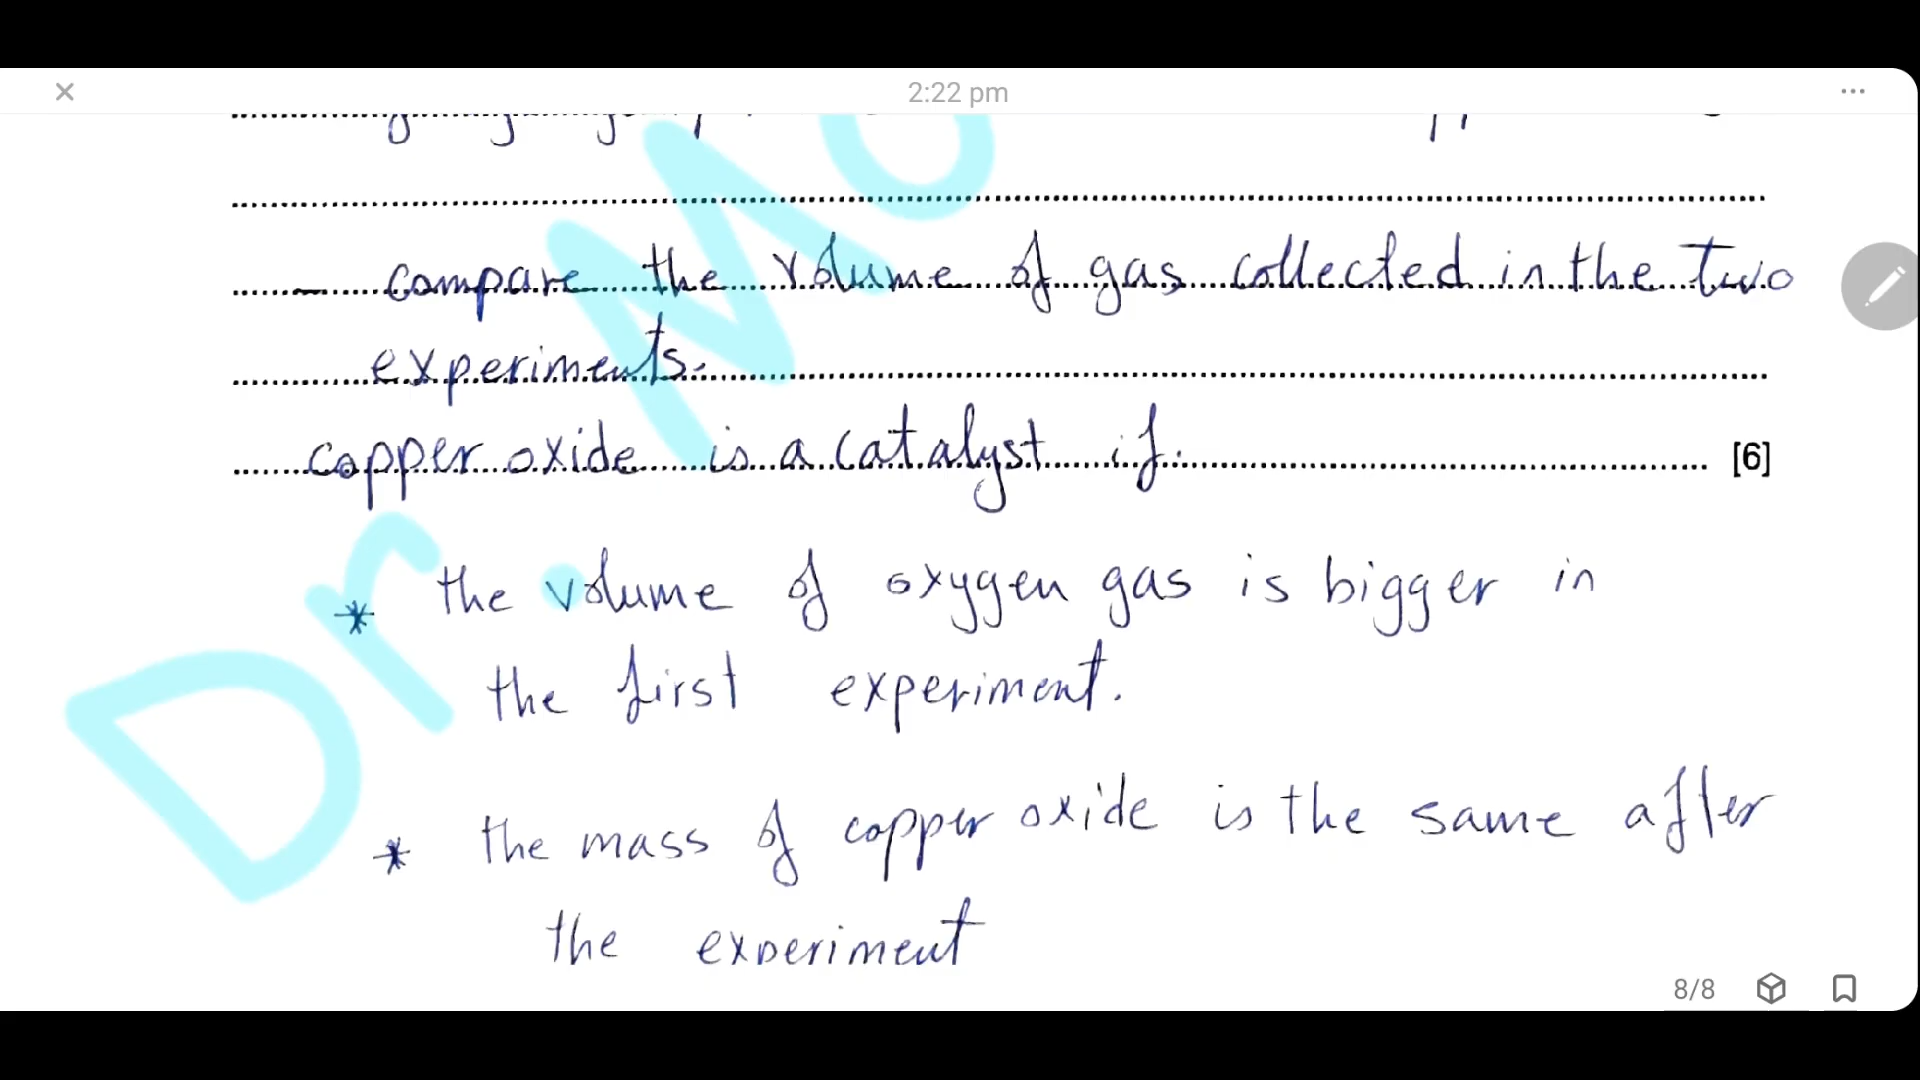 2:22 pm
- compare the volume of gas collected in the two
experiments.
copper oxide is a catalyst if.
[6]
* the volume of oxygen gas is bigger in
the first experiment.
* the mass of copper oxide is the same after
the experiment
8/8
Dr. Mo